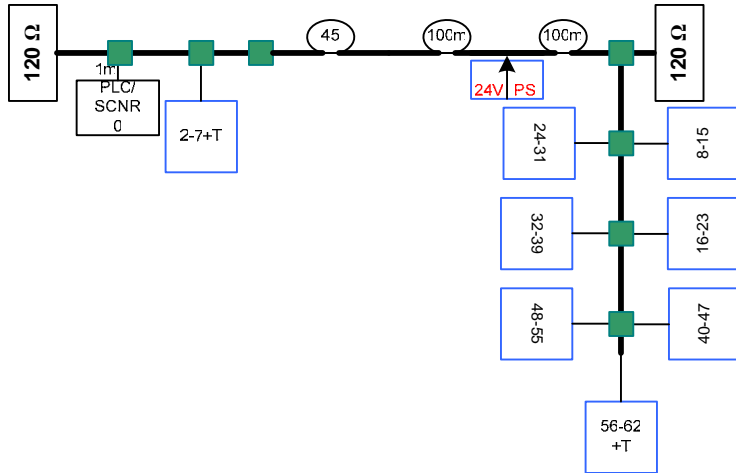 120 Ω
45
100m
100m
120 Ω
1m
PLC/
SCNR
0
2-7+T
24V PS
24-31
8-15
32-39
16-23
48-55
40-47
56-62
+T